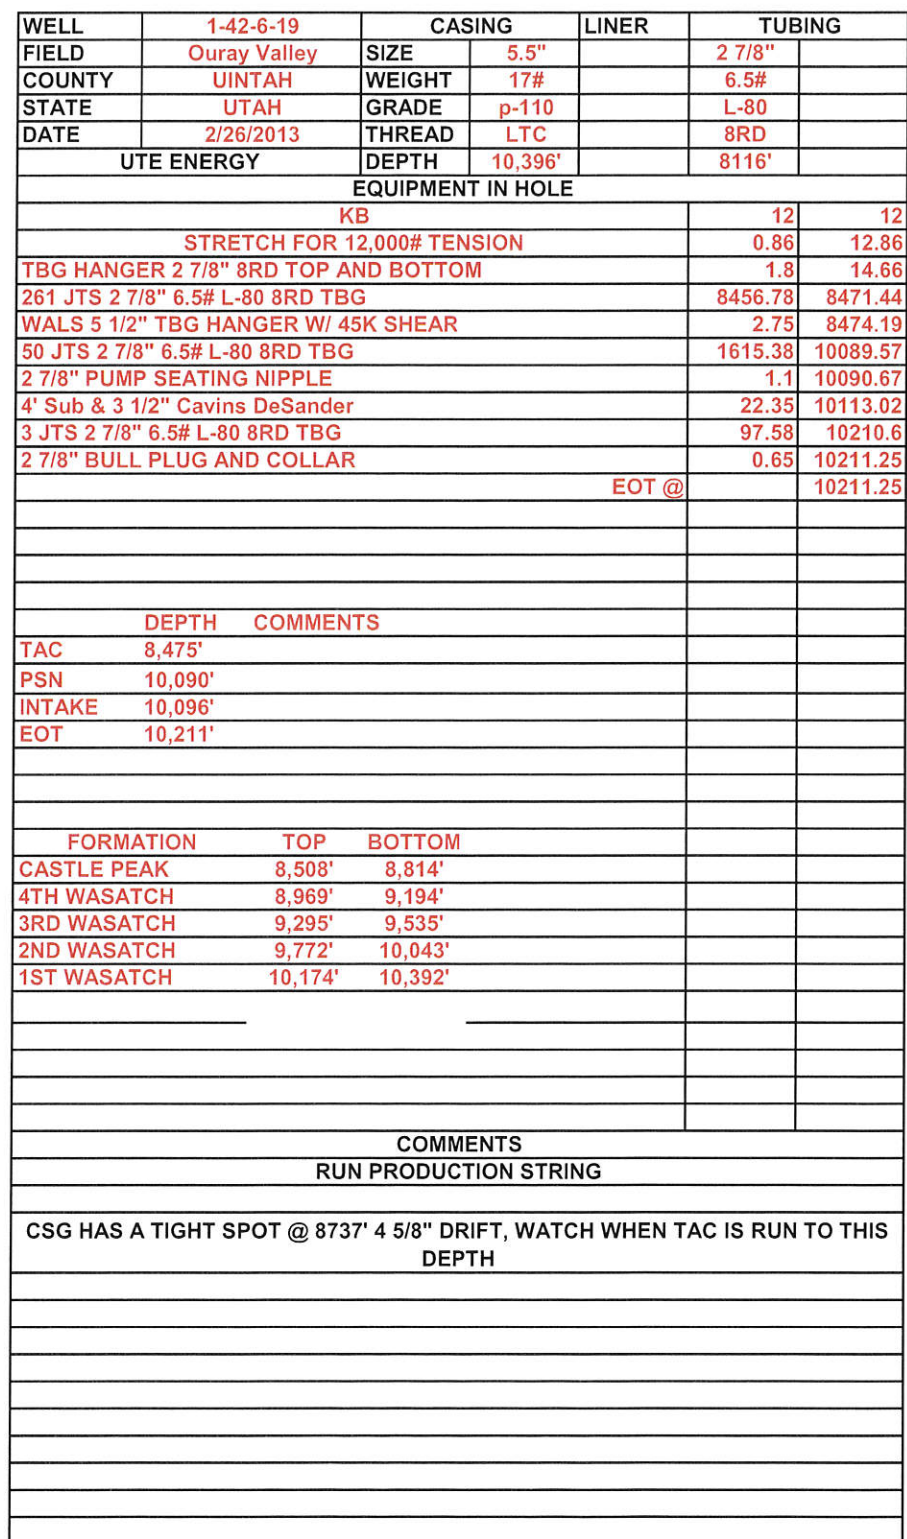 WELL 1-42-6-19 CASING LINER TUBING
FIELD Ouray Valley SIZE 5.5" 2 7/8"
COUNTY UINTAH WEIGHT 17# 6.5#
STATE UTAH GRADE p-110 L-80
DATE 2/26/2013 THREAD LTC 8RD
UTE ENERGY DEPTH 10,396' 8116'
EQUIPMENT IN HOLE
KB 12 12
STRETCH FOR 12,000# TENSION 0.86 12.86
TBG HANGER 2 7/8" 8RD TOP AND BOTTOM 1.8 14.66
261 JTS 2 7/8" 6.5# L-80 8RD TBG 8456.78 8471.44
WALS 5 1/2" TBG HANGER W/ 45K SHEAR 2.75 8474.19
50 JTS 2 7/8" 6.5# L-80 8RD TBG 1615.38 10089.57
2 7/8" PUMP SEATING NIPPLE 1.1 10090.67
4' Sub & 3 1/2" Cavins DeSander 22.35 10113.02
3 JTS 2 7/8" 6.5# L-80 8RD TBG 97.58 10210.6
2 7/8" BULL PLUG AND COLLAR 0.65 10211.25
EOT @ 10211.25
DEPTH COMMENTS
TAC 8,475'
PSN 10,090'
INTAKE 10,096'
EOT 10,211'
FORMATION TOP BOTTOM
CASTLE PEAK 8,508' 8,814'
4TH WASATCH 8,969' 9,194'
3RD WASATCH 9,295' 9,535'
2ND WASATCH 9,772' 10,043'
1ST WASATCH 10,174' 10,392'
COMMENTS
RUN PRODUCTION STRING
CSG HAS A TIGHT SPOT @ 8737' 4 5/8" DRIFT, WATCH WHEN TAC IS RUN TO THIS
DEPTH